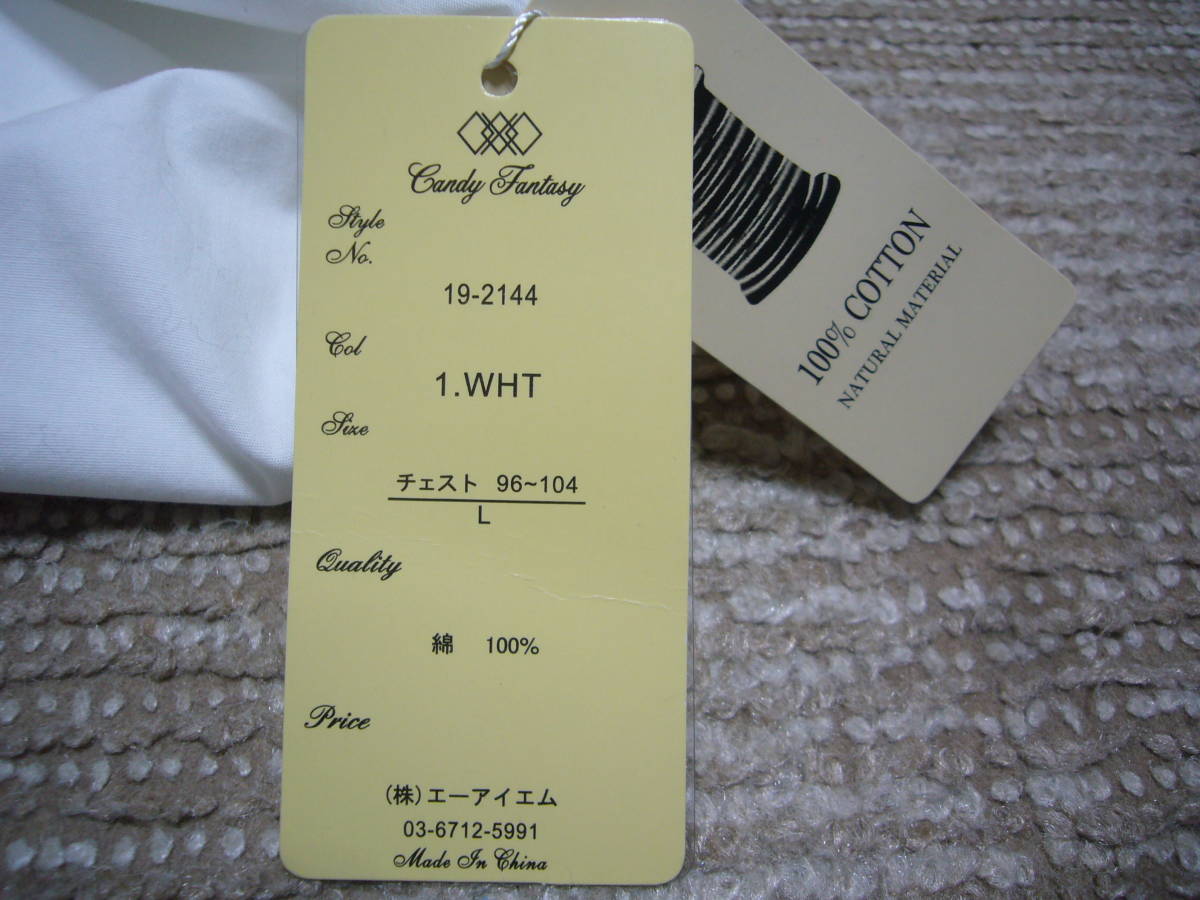 Candy Fantasy
Style
No.
19-2144
Col
1.WHT
Size
チェスト 96~104
L
Quality
綿 100%
Price
(株)エーアイエム
03-6712-5991
Made In China
100% COTTON
NATURAL MATERIAL